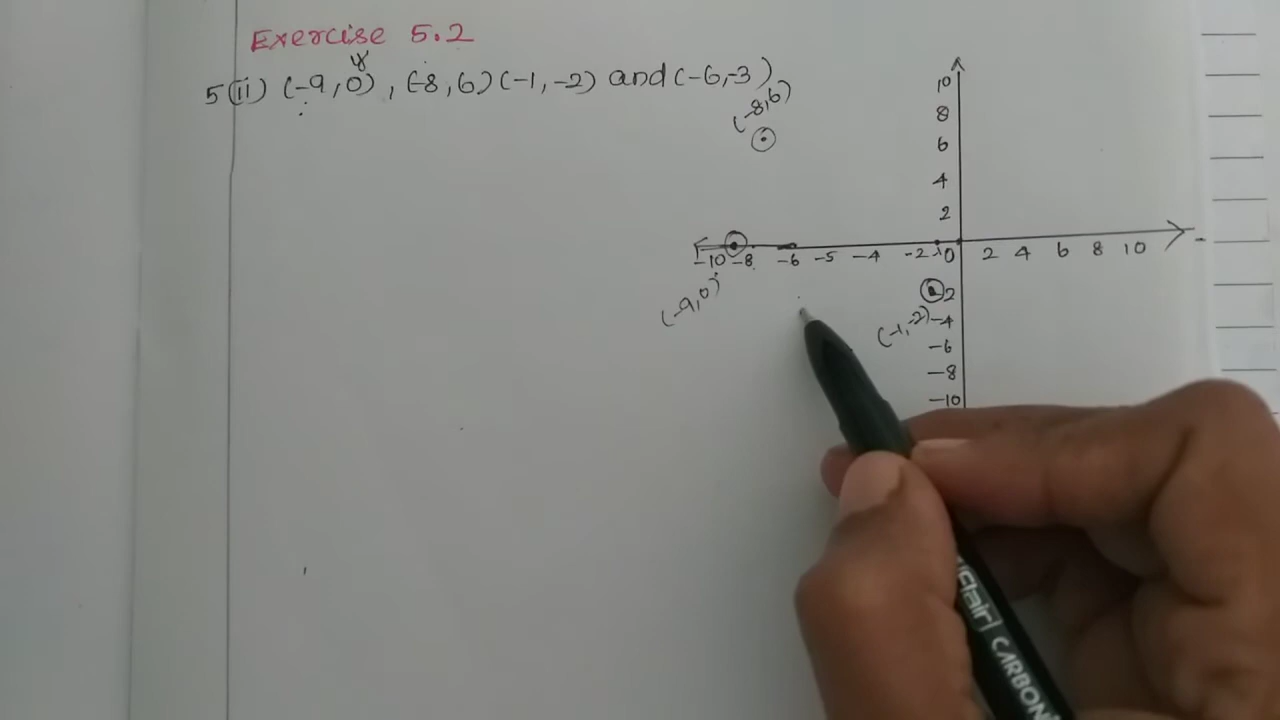 Exercise 5.2
y
5(ii) (-9,0), (-8,6) (-1,-2) and (-6,-3)
(-8,6)
10
8
6
4
2
-10 -8 -6 -5 -4 -2 0 2 4 6 8 10
(-9,0)
2
(-1,-2) -4
-6
-8
-10
Flair CARBON